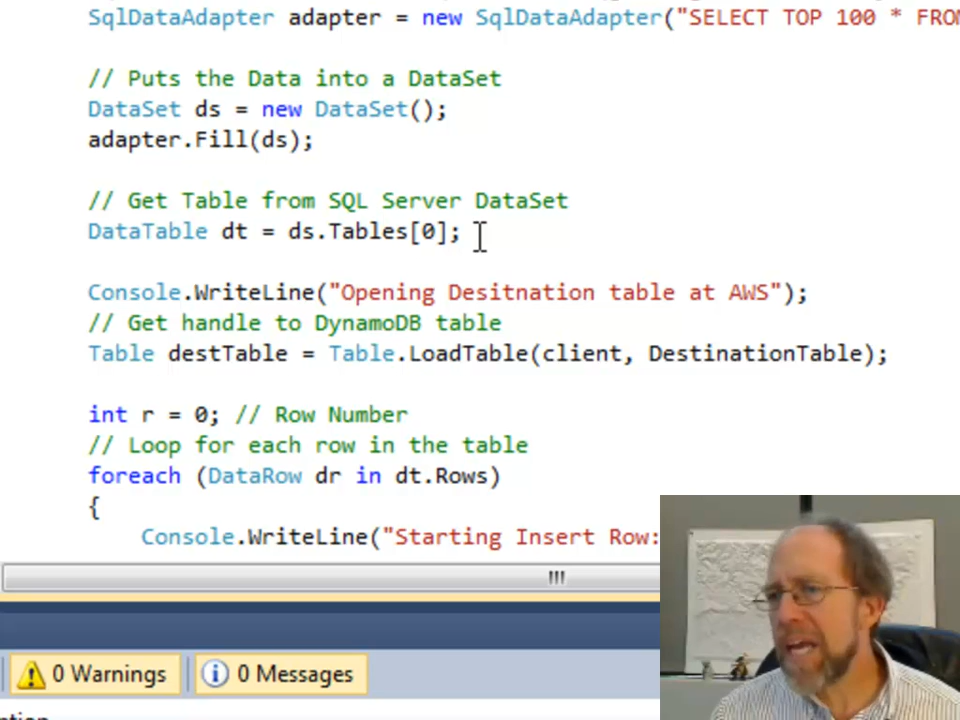 SqlDataAdapter adapter = new SqlDataAdapter("SELECT TOP 100 * FRO
// Puts the Data into a DataSet
DataSet ds = new DataSet();
adapter.Fill(ds);
// Get Table from SQL Server DataSet
DataTable dt = ds.Tables[0];
Console.WriteLine("Opening Desitnation table at AWS");
// Get handle to DynamoDB table
Table destTable = Table.LoadTable(client, DestinationTable);
int r = 0; // Row Number
// Loop for each row in the table
foreach (DataRow dr in dt.Rows)
{
Console.WriteLine("Starting Insert Row:
0 Warnings
0 Messages